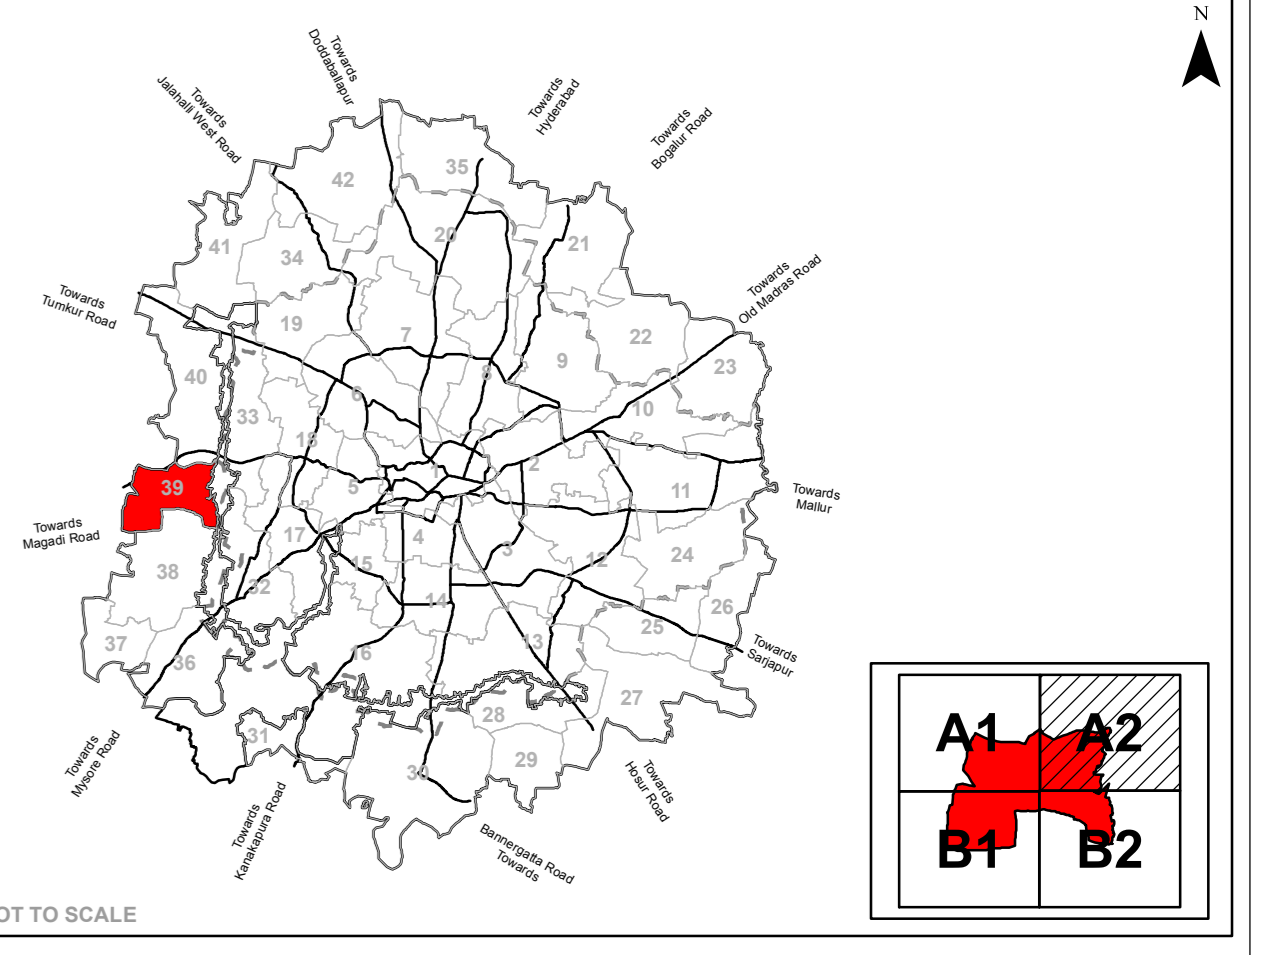 N
Towards
Doddaballapur
Towards
Jalahalli West Road
Towards
Hyderabad
Towards
Bogalur Road
42
35
41
34
20
21
Towards
Tumkur Road
Towards
Old Madras Road
19
7
22
9
8
23
40
6
10
33
18
1
2
39
5
11
Towards
Mallur
Towards
Magadi Road
17
4
3
12
24
15
38
32
14
26
25
13
37
36
16
Towards
Sarjapur
27
28
31
29
30
Towards
Mysore Road
Towards
Kanakapura Road
Bannergatta Road
Towards
Towards
Hosur Road
A1
A2
B1
B2
OT TO SCALE